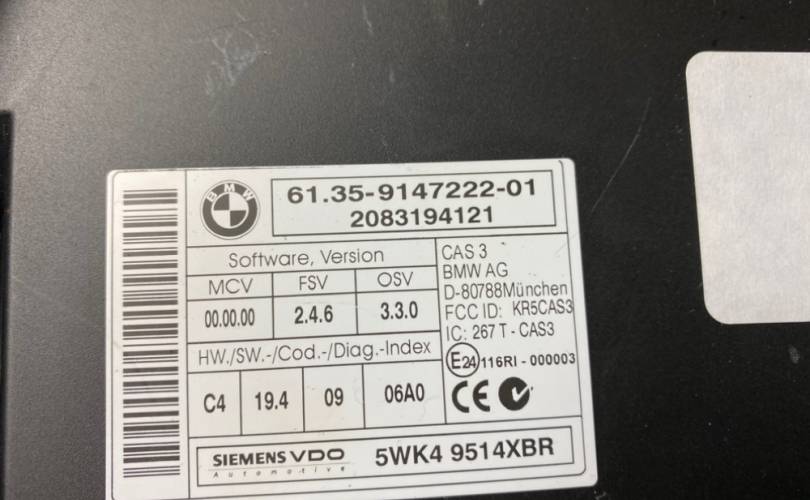 BMW
61.35-9147222-01
2083194121
Software, Version
MCV FSV OSV
00.00.00 2.4.6 3.3.0
HW./SW.-/Cod.-/Diag.-Index
C4 19.4 09 06A0
CAS 3
BMW AG
D-80788München
FCC ID: KR5CAS3
IC: 267 T - CAS3
E24 116RI - 000003
CE
SIEMENS VDO
Automotive
5WK4 9514XBR